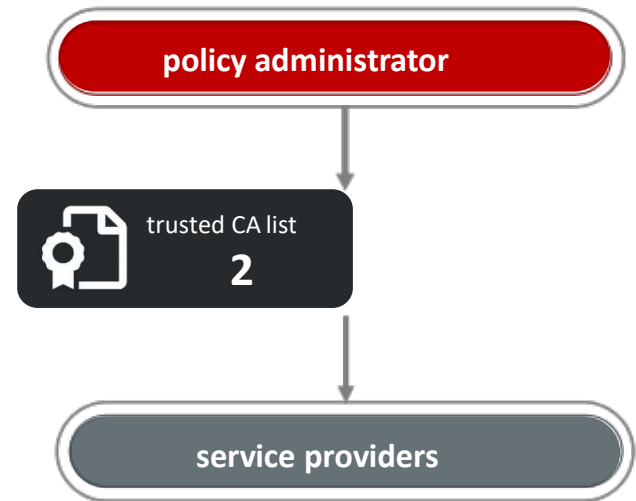 policy administrator
trusted CA list
2
service providers